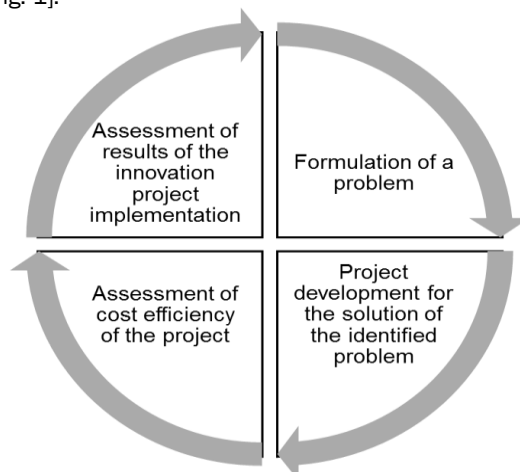 ig. 1].
Assessment of
results of the
innovation
project
implementation
Formulation of a
problem
Assessment of
cost efficiency
of the project
Project
development for
the solution of
the identified
problem